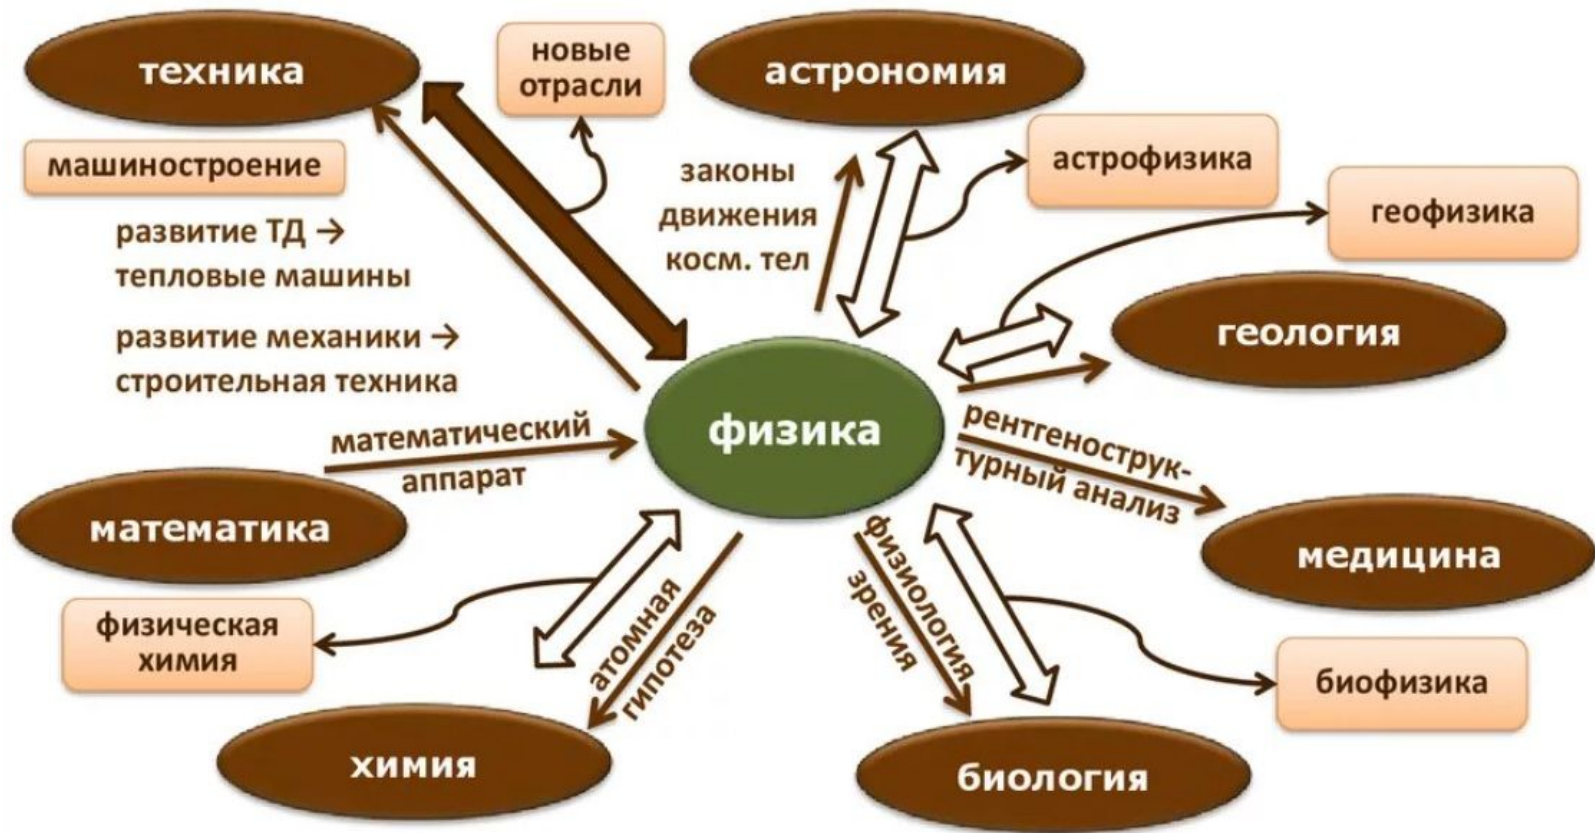 техника
новые
отрасли
астрономия
машиностроение
законы
движения
косм. тел
астрофизика
геофизика
развитие ТД →
тепловые машины
геология
развитие механики →
строительная техника
физика
математический
аппарат
рентгенострук-
турный анализ
математика
медицина
физиология
зрения
атомная
гипотеза
физическая
химия
биофизика
химия
биология